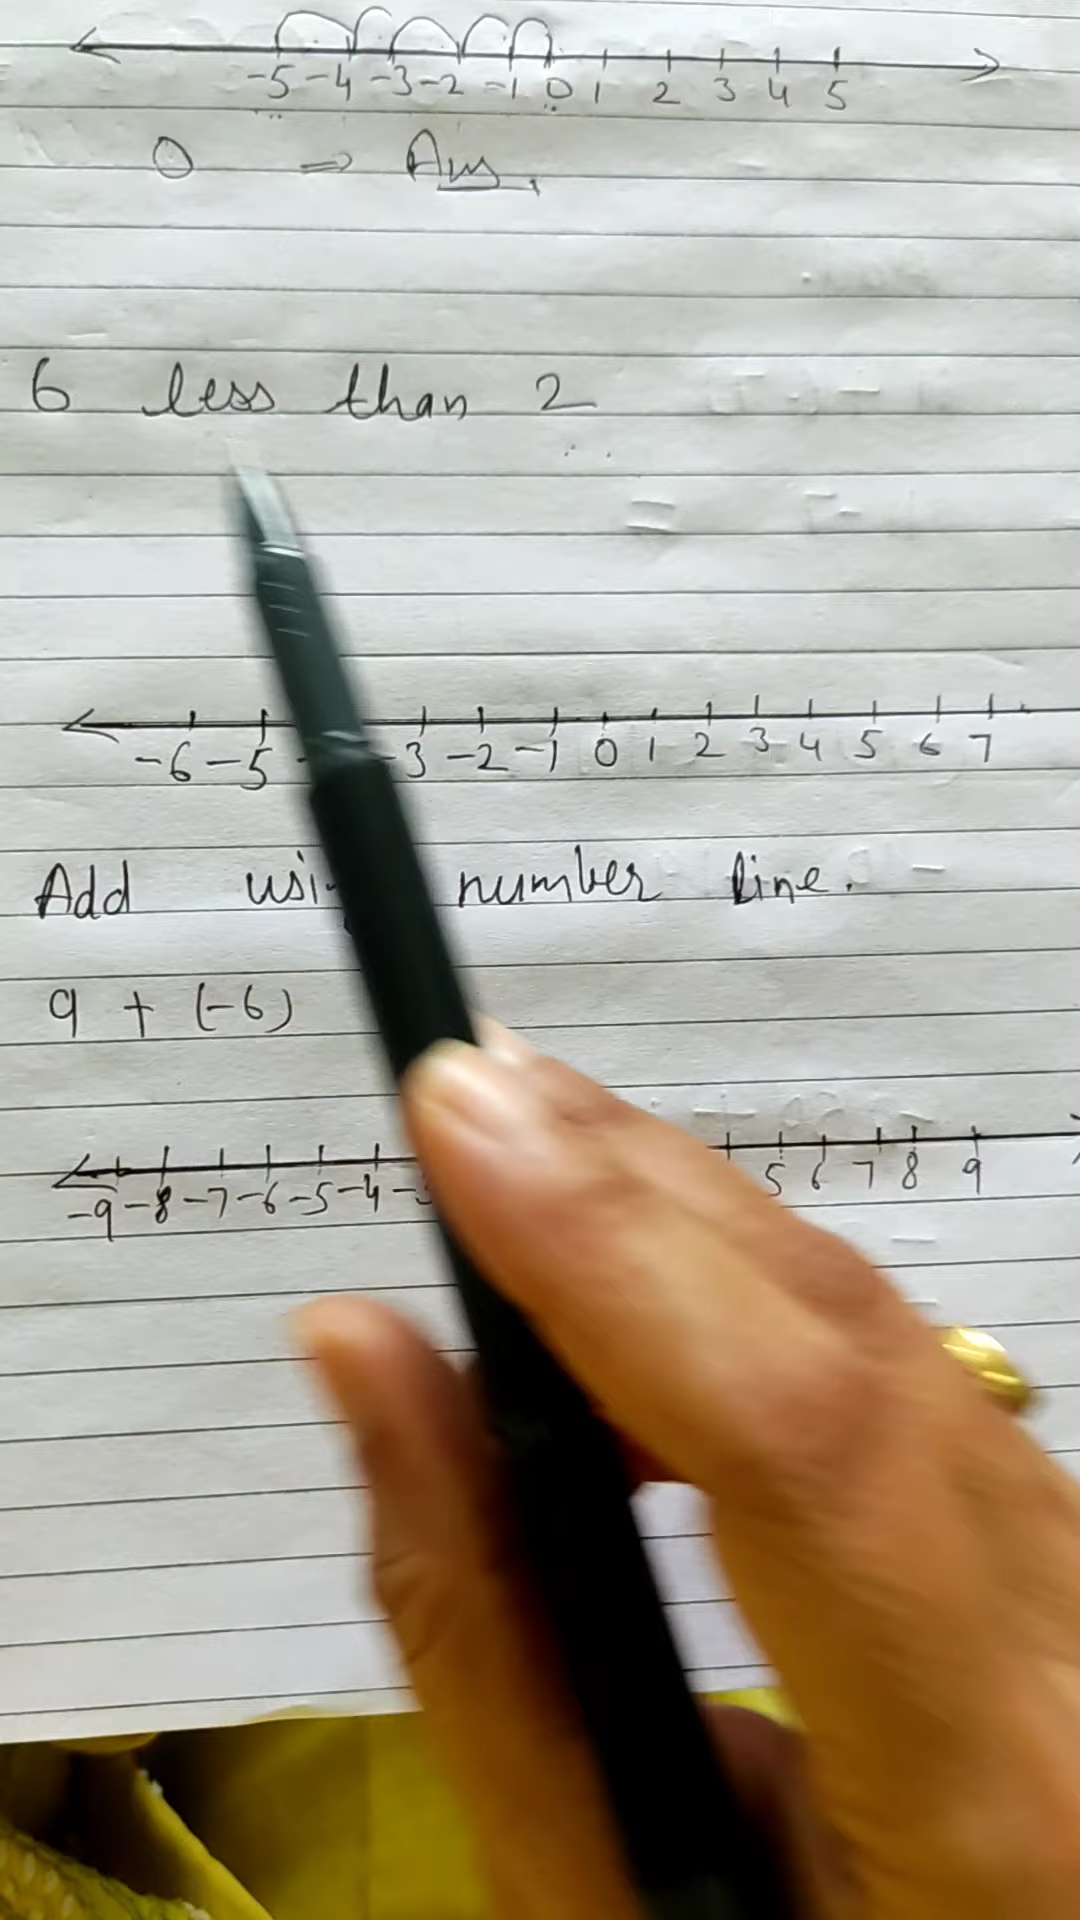 -5 -4 -3 -2 -1 0 1 2 3 4 5
0 ⇒ Ans.
6 less than 2
-6 -5 -3 -2 -1 0 1 2 3 4 5 6 7
Add number line.
9 + (-6)
-9 -8 -7 -6 -5 -4 5 6 7 8 9